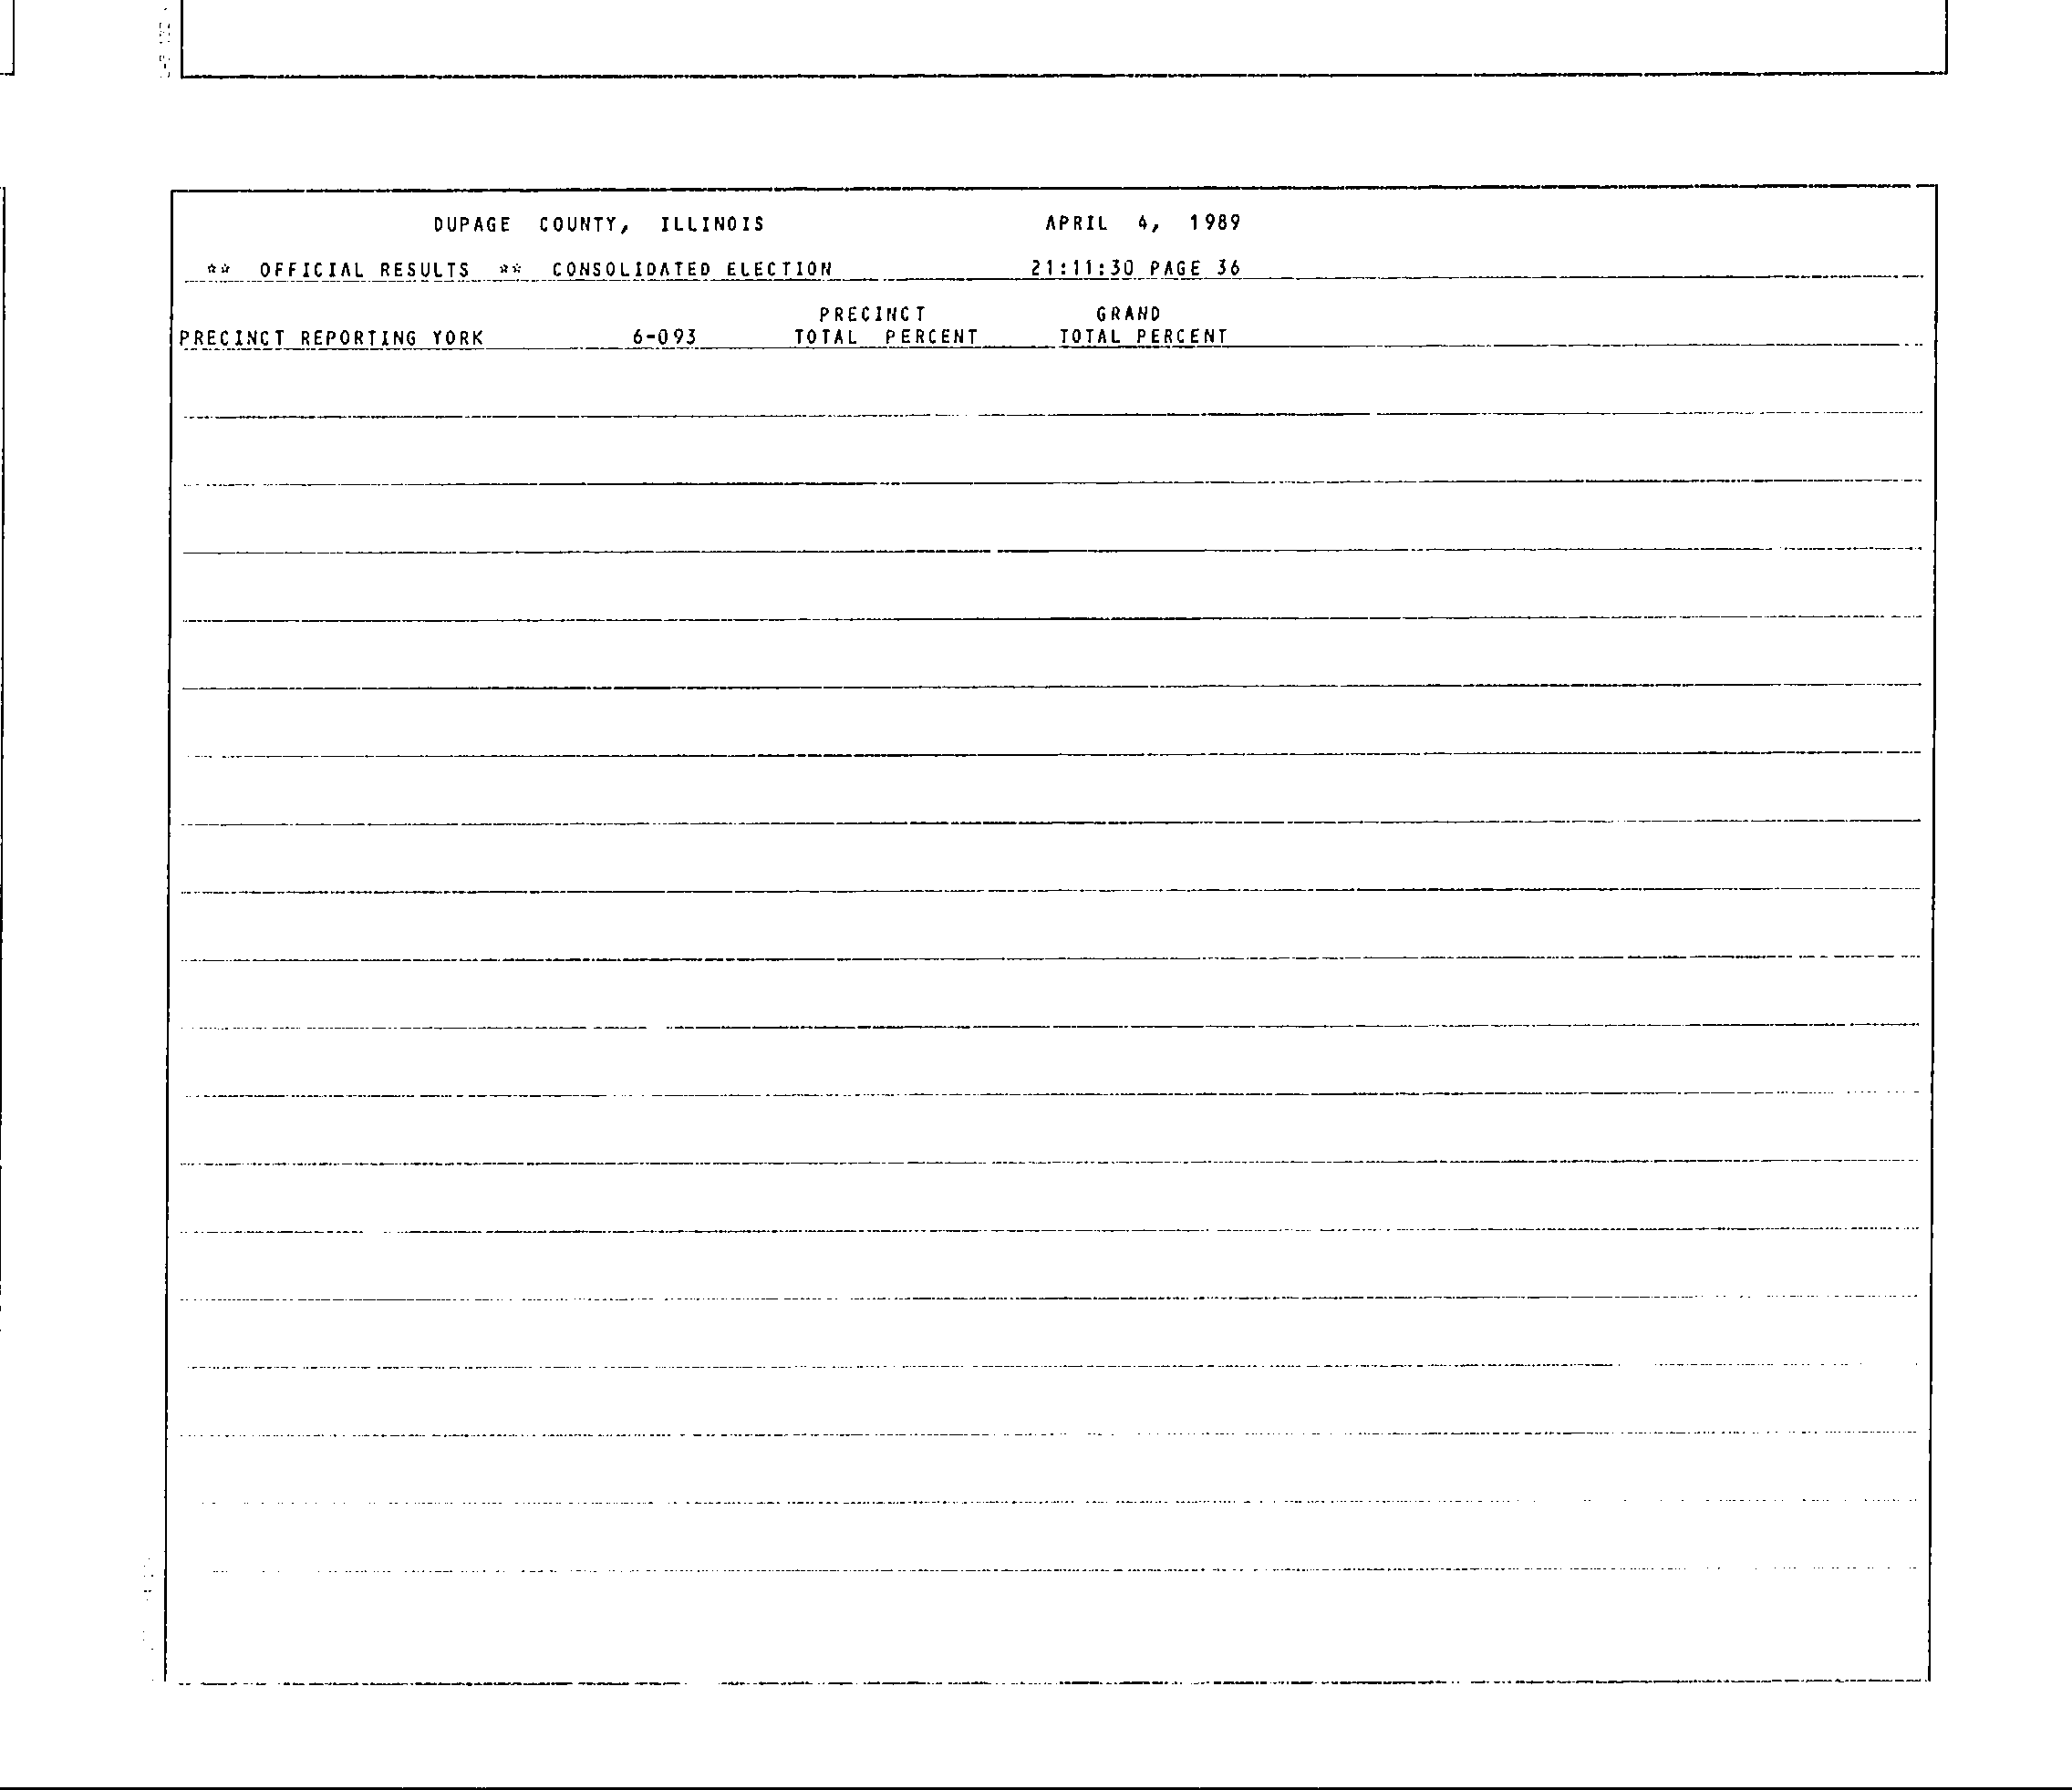 DUPAGE COUNTY, ILLINOIS APRIL 4, 1989
** OFFICIAL RESULTS ** CONSOLIDATED ELECTION 21:11:30 PAGE 36
PRECINCT GRAND
PRECINCT REPORTING YORK 6-093 TOTAL PERCENT TOTAL PERCENT